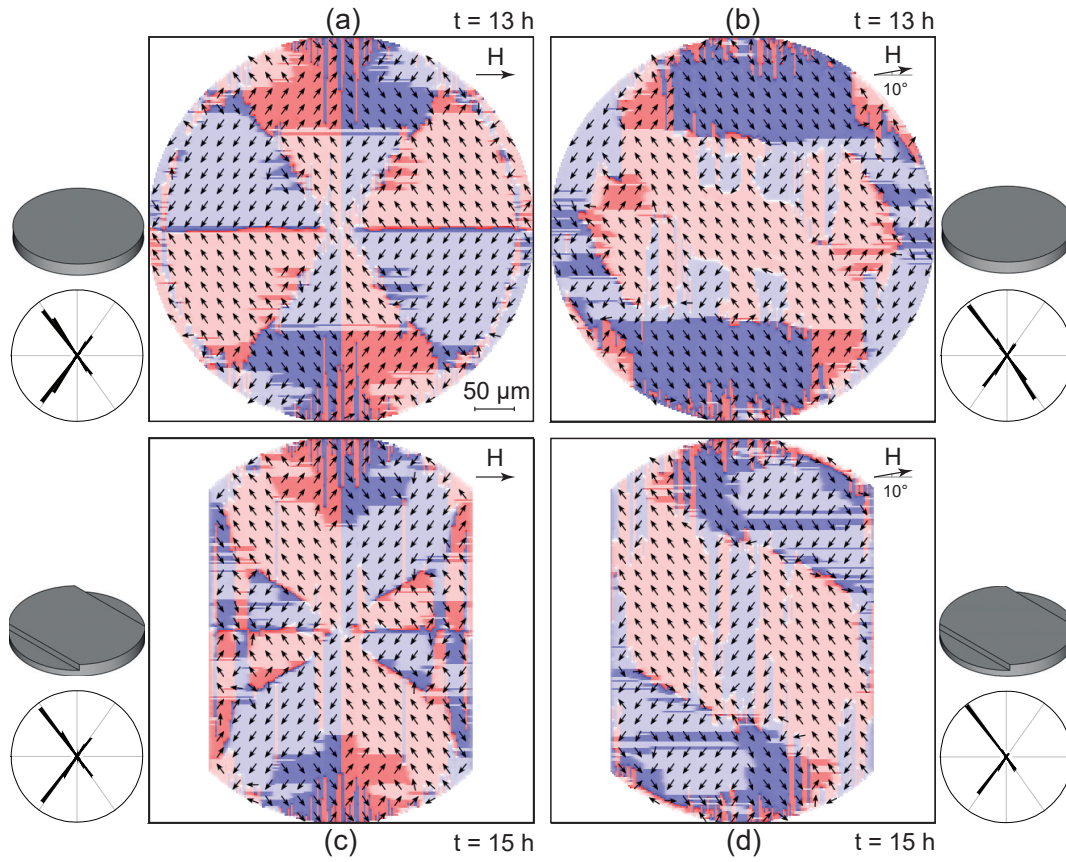 (a)
t = 13 h
(b)
t = 13 h
H
H
10°
50 µm
H
H
10°
(c)
t = 15 h
(d)
t = 15 h